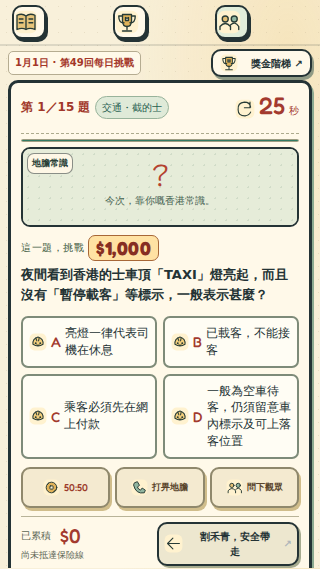 1月1日・第49回每日挑戰
獎金階梯 ↗
第 1／15 題
交通・截的士
25 秒
地膽常識
?
今次，靠你嘅香港常識。
這一題，挑戰 $1,000
夜間看到香港的士車頂「TAXI」燈亮起，而且
沒有「暫停載客」等標示，一般表示甚麼？
A 亮燈一律代表司
機在休息
B 已載客，不能接
客
C 乘客必須先在網
上付款
D 一般為空車待
客，仍須留意車
內標示及可上落
客位置
50:50
打畀地膽
問下觀眾
已累積 $0
尚未抵達保險線
← 割禾青，安全帶
走 ↗